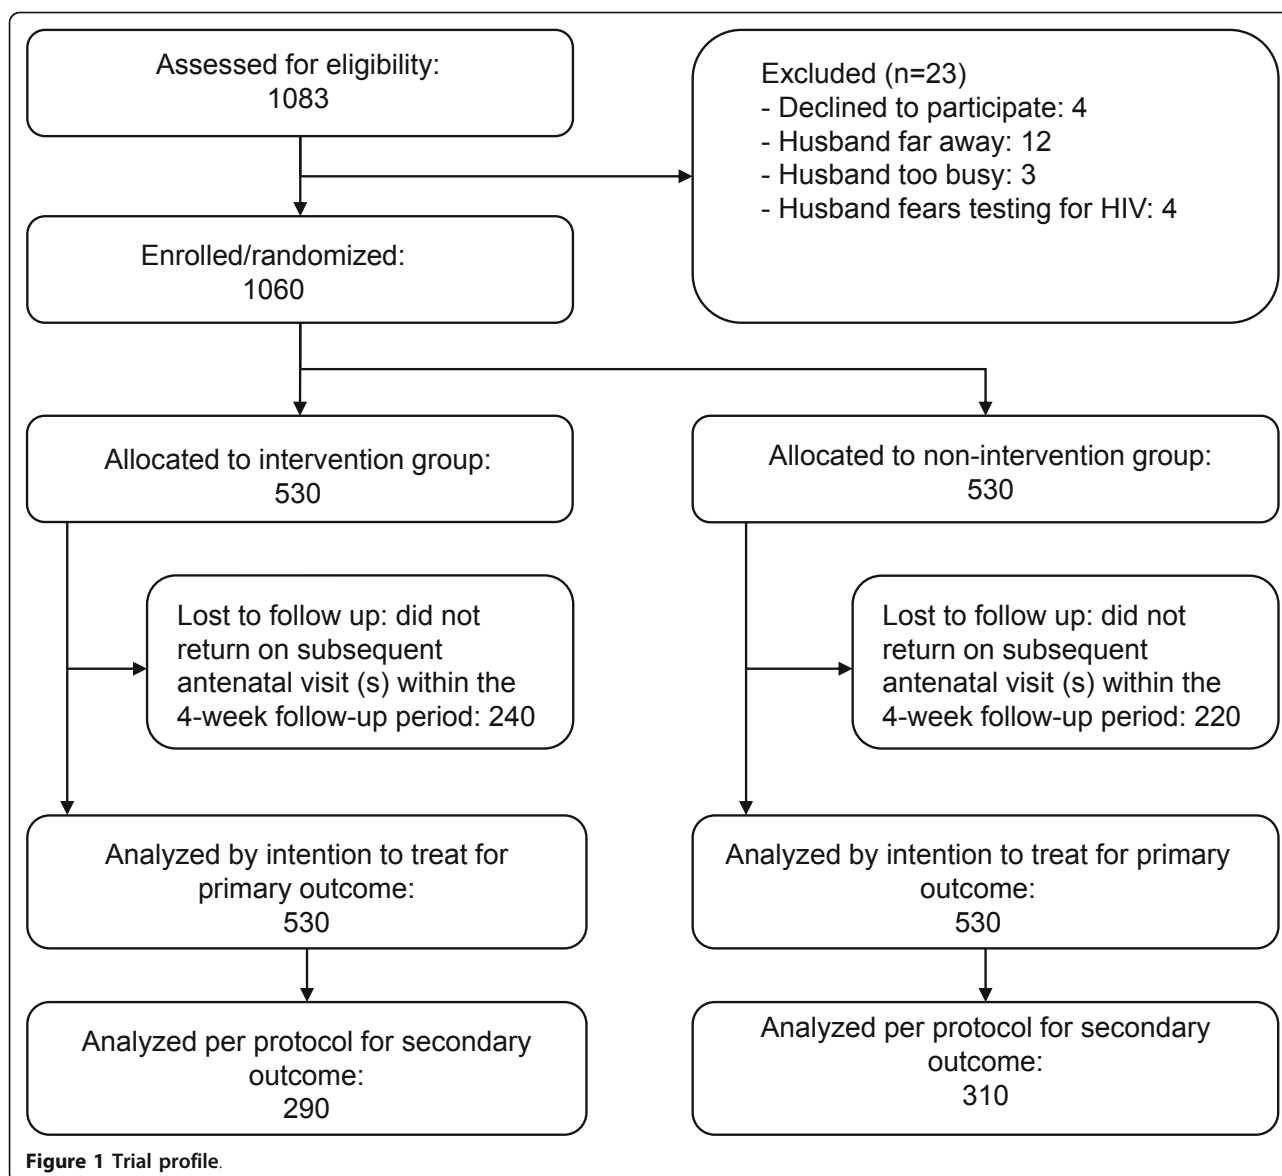 Assessed for eligibility:
1083
Excluded (n=23)
- Declined to participate: 4
- Husband far away: 12
- Husband too busy: 3
- Husband fears testing for HIV: 4
Enrolled/randomized:
1060
Allocated to intervention group:
530
Allocated to non-intervention group:
530
Lost to follow up: did not
return on subsequent
antenatal visit (s) within the
4-week follow-up period: 240
Lost to follow up: did not
return on subsequent
antenatal visit (s) within the
4-week follow-up period: 220
Analyzed by intention to treat for
primary outcome:
530
Analyzed by intention to treat for primary
outcome:
530
Analyzed per protocol for secondary
outcome:
290
Analyzed per protocol for secondary
outcome:
310
Figure 1 Trial profile.